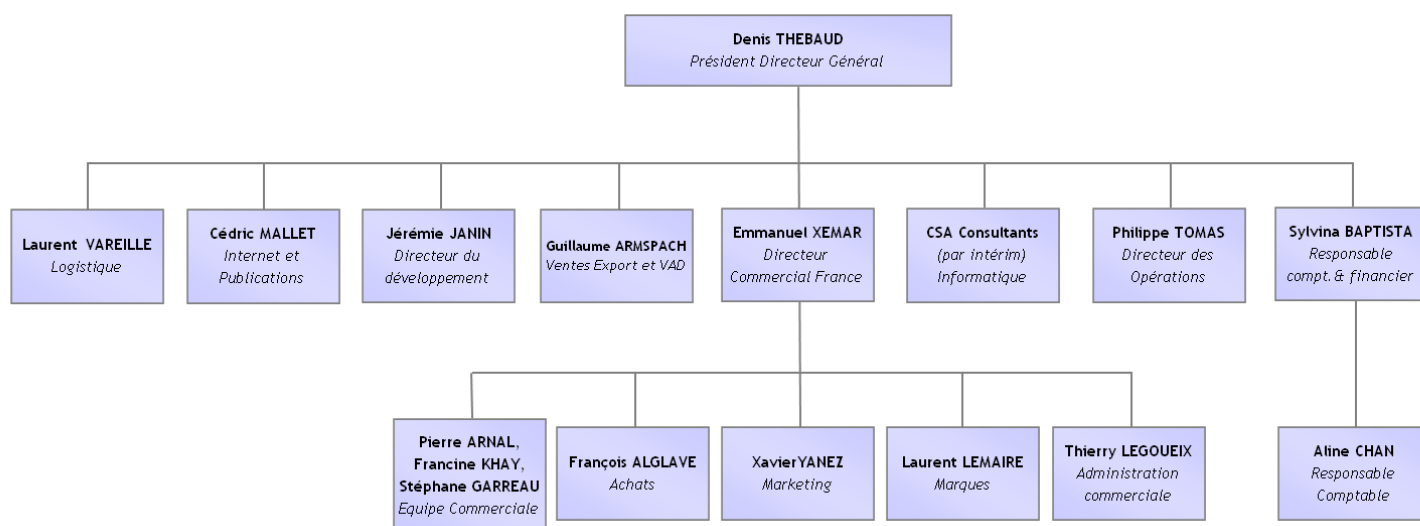 Denis THEBAUD
Président Directeur Général
Laurent VAREILLE
Logistique
Cédric MALLET
Internet et
Publications
Jérémie JANIN
Directeur du
développement
Guillaume ARMSPACH
Ventes Export et VAD
Emmanuel XEMAR
Directeur
Commercial France
CSA Consultants
(par intérim)
Informatique
Philippe TOMAS
Directeur des
Opérations
Sylvina BAPTISTA
Responsable
compt.& financier
Pierre ARNAL,
Francine KHAY,
Stéphane GARREAU
Equipe Commerciale
François ALGLAVE
Achats
XavierYANEZ
Marketing
Laurent LEMAIRE
Marques
Thierry LEGOUEIX
Administration
commerciale
Aline CHAN
Responsable
Comptable